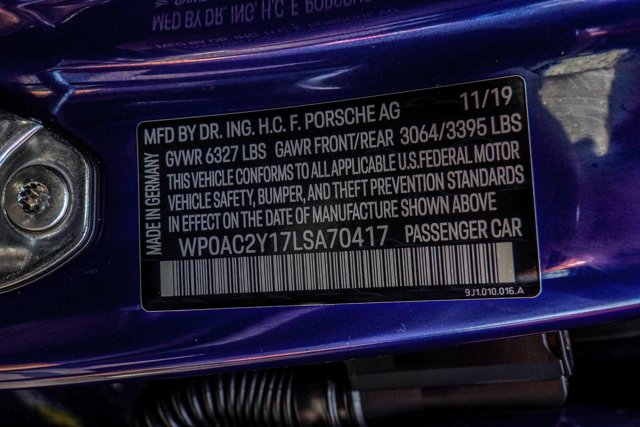 MFD BY DR. ING. H.C. F. PORSCHE AG 11/19
GVWR 6327 LBS GAWR FRONT/REAR 3064/3395 LBS
THIS VEHICLE CONFORMS TO ALL APPLICABLE U.S. FEDERAL MOTOR
VEHICLE SAFETY, BUMPER, AND THEFT PREVENTION STANDARDS
IN EFFECT ON THE DATE OF MANUFACTURE SHOWN ABOVE
WP0AC2Y17LSA70417 PASSENGER CAR
9J1.010.016.A
MADE IN GERMANY